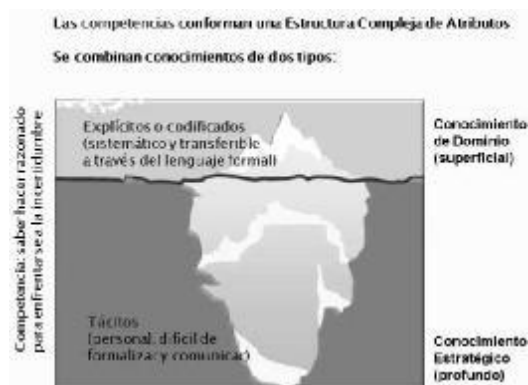 Las competencias conforman una Estructura Compleja de Atributos
Se combinan conocimientos de dos tipos:
Competencia: saber hacer razonado
para enfrentarse a la incertidumbre
Explícitos o codificados
(sistemático y transferible
a través del lenguaje formal)
Conocimiento
de Dominio
(superficial)
Tácitos
(personal, difícil de
formalizar y comunicar)
Conocimiento
Estratégico
(profundo)